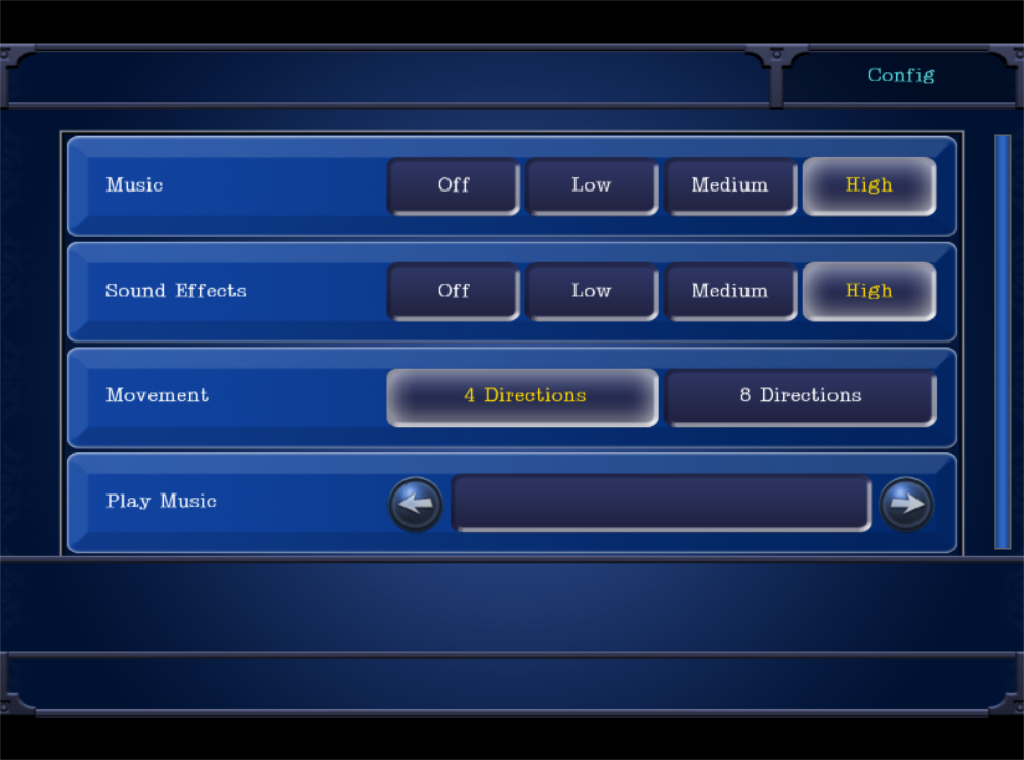 Config
Music Off Low Medium High
Sound Effects Off Low Medium High
Movement 4 Directions 8 Directions
Play Music